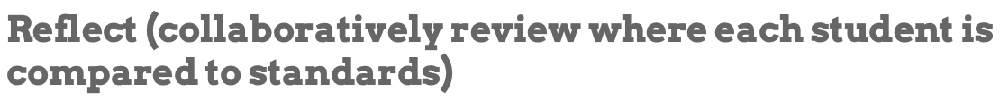 Reflect (collaboratively review where each student is
compared to standards)